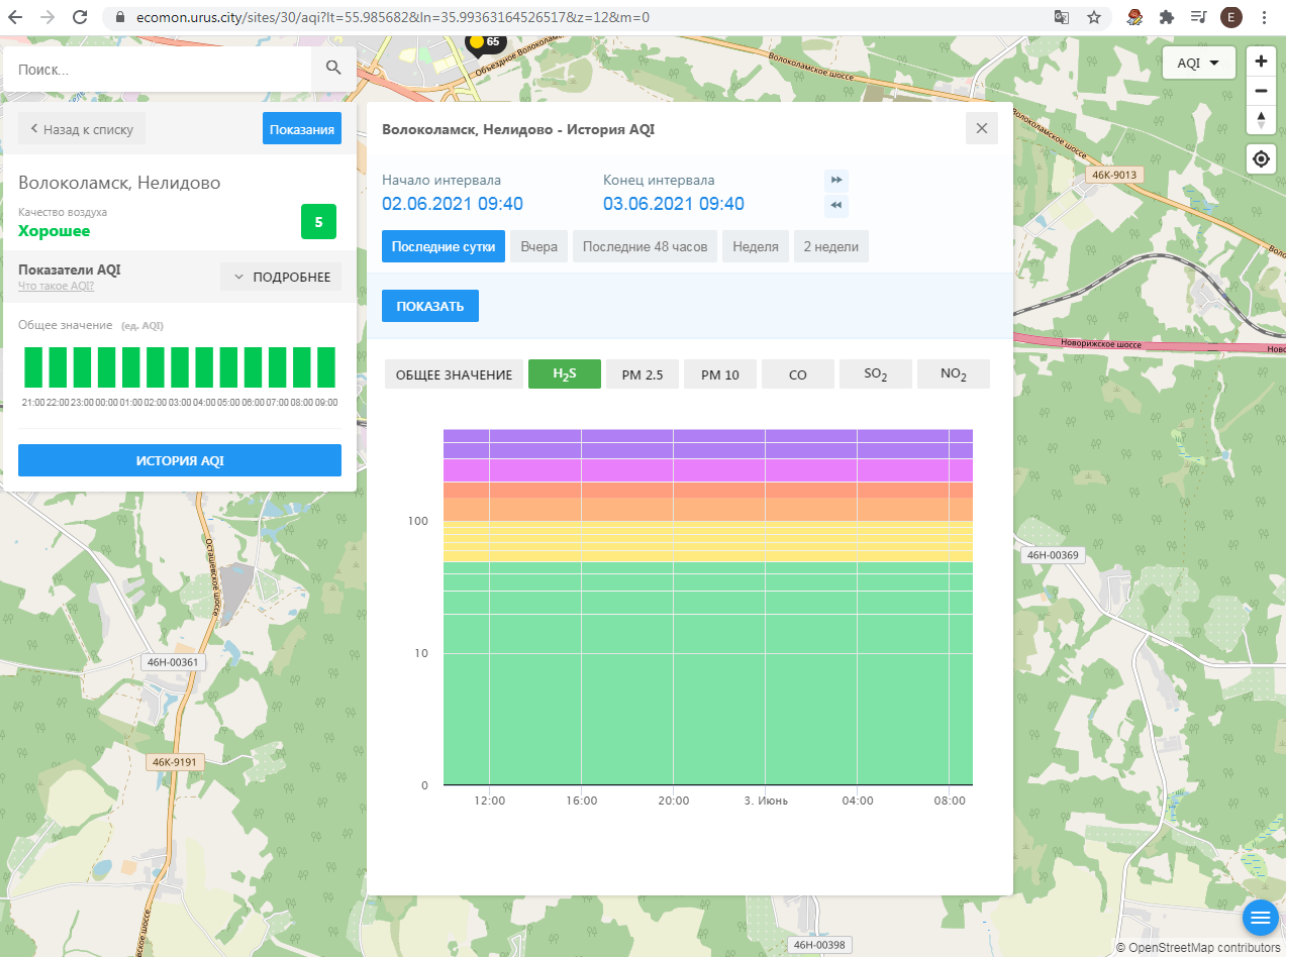 ecomon.urus.city/sites/30/aqi?lt=55.985682&ln=35.99363164526517&z=12&m=0
E
65
Объездное Волоколамск
Волоколамское шоссе
Поиск...
AQI
+
−
Назад к списку
Показания
Волоколамск, Нелидово - История AQI
×
Волоколамское шоссе
46К-9013
Волоколамск, Нелидово
Качество воздуха
Хорошее
5
Начало интервала
Конец интервала
02.06.2021 09:40
03.06.2021 09:40
Последние сутки
Вчера
Последние 48 часов
Неделя
2 недели
Показатели AQI
Что такое AQI?
ПОДРОБНЕЕ
ПОКАЗАТЬ
Общее значение (ед. AQI)
Новорижское шоссе
Ново
ОБЩЕЕ ЗНАЧЕНИЕ
H2S
PM 2.5
PM 10
CO
SO2
NO2
21:00 22:00 23:00 00:00 01:00 02:00 03:00 04:00 05:00 06:00 07:00 08:00 09:00
ИСТОРИЯ AQI
100
10
0
12:00
16:00
20:00
3. Июнь
04:00
08:00
Осташёвское шоссе
46Н-00369
46Н-00361
46К-9191
46Н-00398
© OpenStreetMap contributors